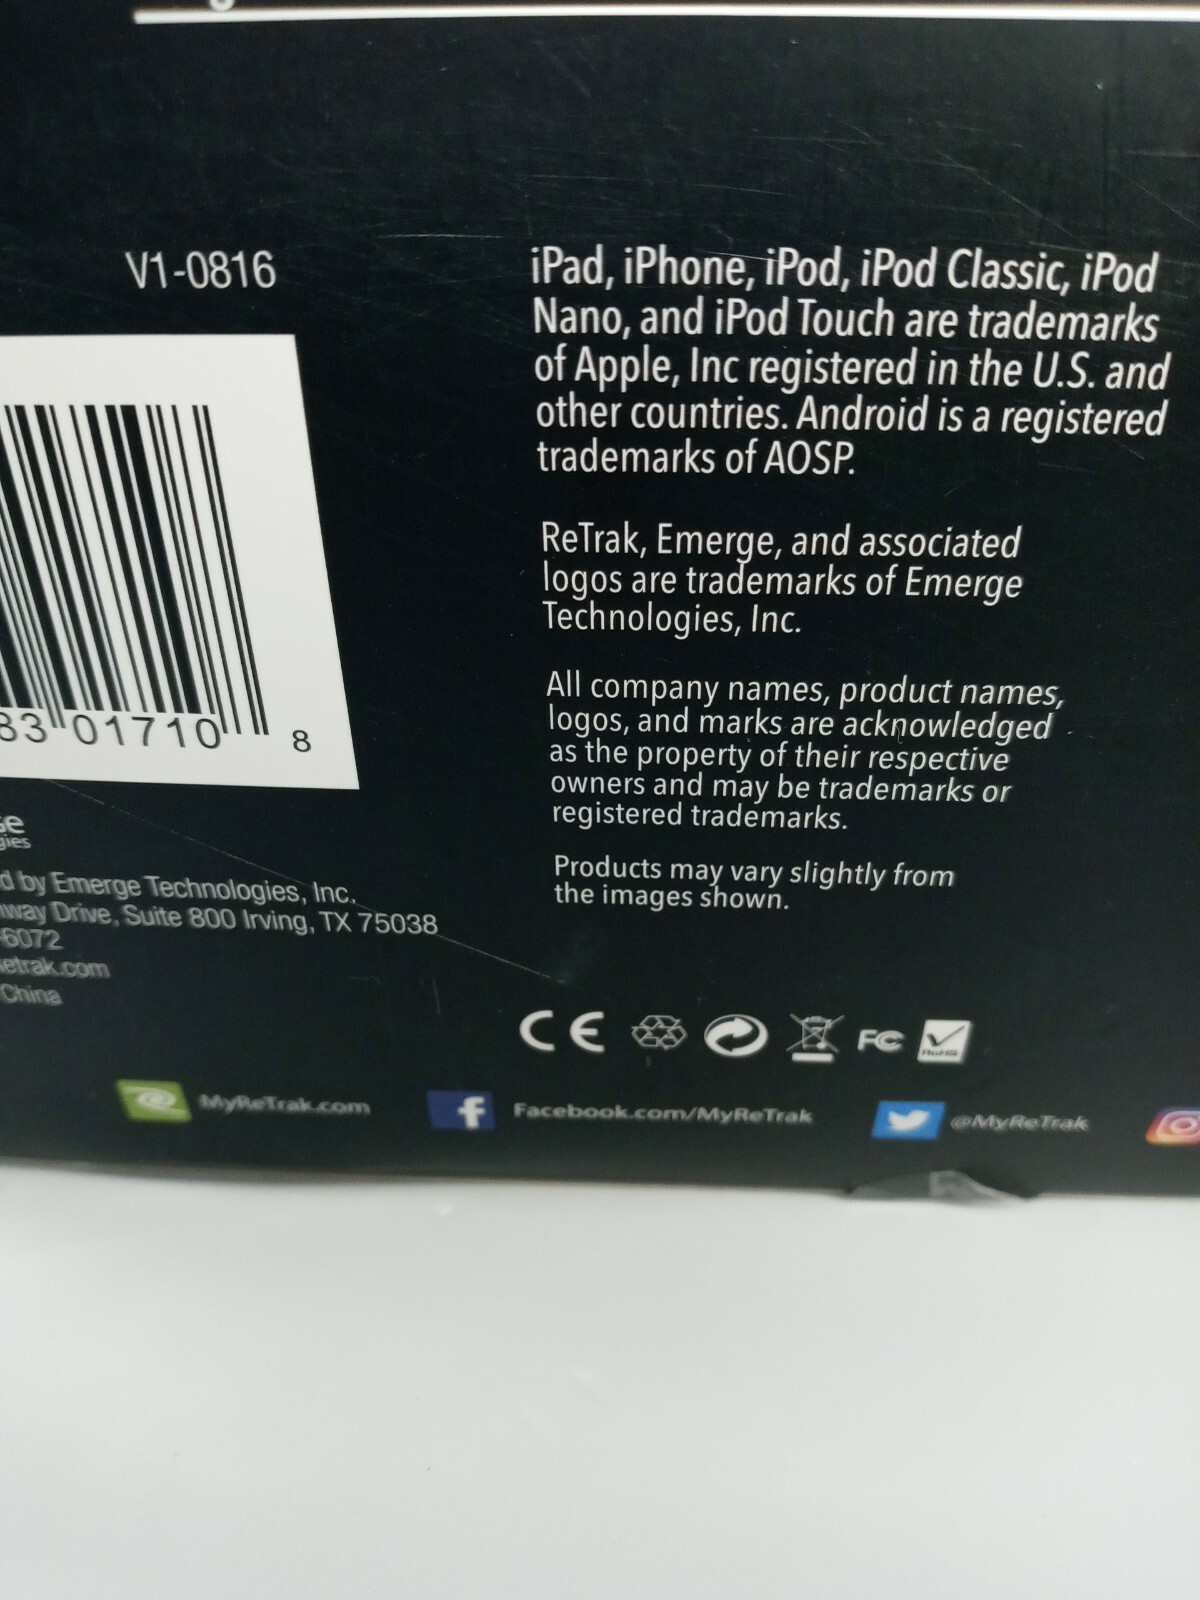 V1-0816
iPad, iPhone, iPod, iPod Classic, iPod
Nano, and iPod Touch are trademarks
of Apple, Inc registered in the U.S. and
other countries. Android is a registered
trademarks of AOSP.
ReTrak, Emerge, and associated
logos are trademarks of Emerge
Technologies, Inc.
All company names, product names,
logos, and marks are acknowledged
as the property of their respective
owners and may be trademarks or
registered trademarks.
Products may vary slightly from
the images shown.
83 01710 8
by Emerge Technologies, Inc.
Drive, Suite 800 Irving, TX 75038
6072
etrak.com
China
CE FC RoHS
MyReTrak.com
Facebook.com/MyReTrak
@MyReTrak